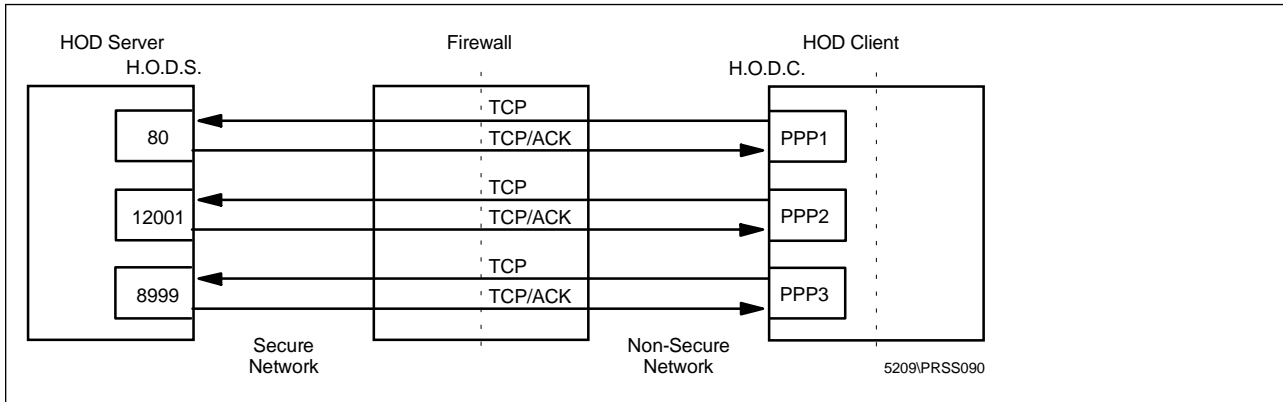 HOD Server
Firewall
HOD Client
H.O.D.S.
H.O.D.C.
TCP
80
TCP/ACK
PPP1
TCP
12001
TCP/ACK
PPP2
TCP
8999
TCP/ACK
PPP3
Secure
Network
Non-Secure
Network
5209\PRSS090